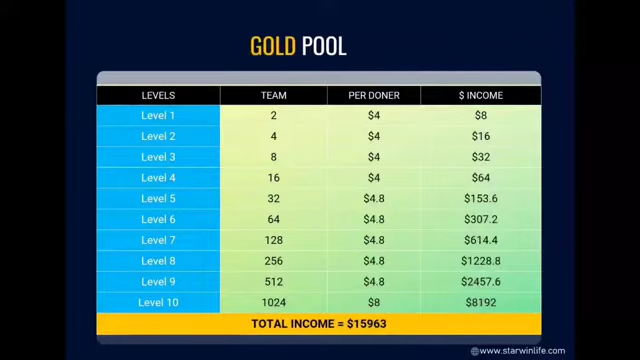 GOLD POOL
LEVELS TEAM PER DONER $ INCOME
Level 1 2 $4 $8
Level 2 4 $4 $16
Level 3 8 $4 $32
Level 4 16 $4 $64
Level 5 32 $4.8 $153.6
Level 6 64 $4.8 $307.2
Level 7 128 $4.8 $614.4
Level 8 256 $4.8 $1228.8
Level 9 512 $4.8 $2457.6
Level 10 1024 $8 $8192
TOTAL INCOME = $15963
www.starwinlife.com